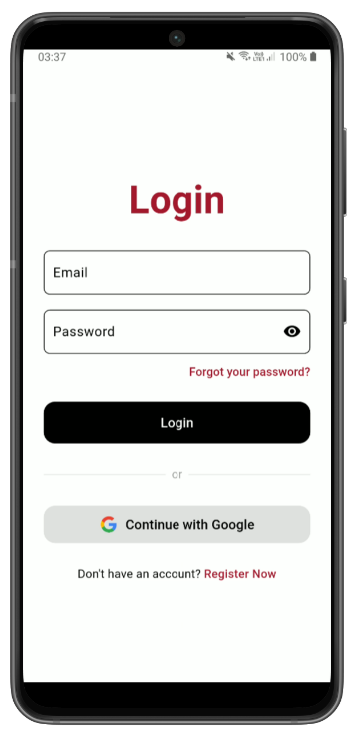 03:37
100%
Login
Email
Password
Forgot your password?
Login
or
Continue with Google
Don't have an account? Register Now